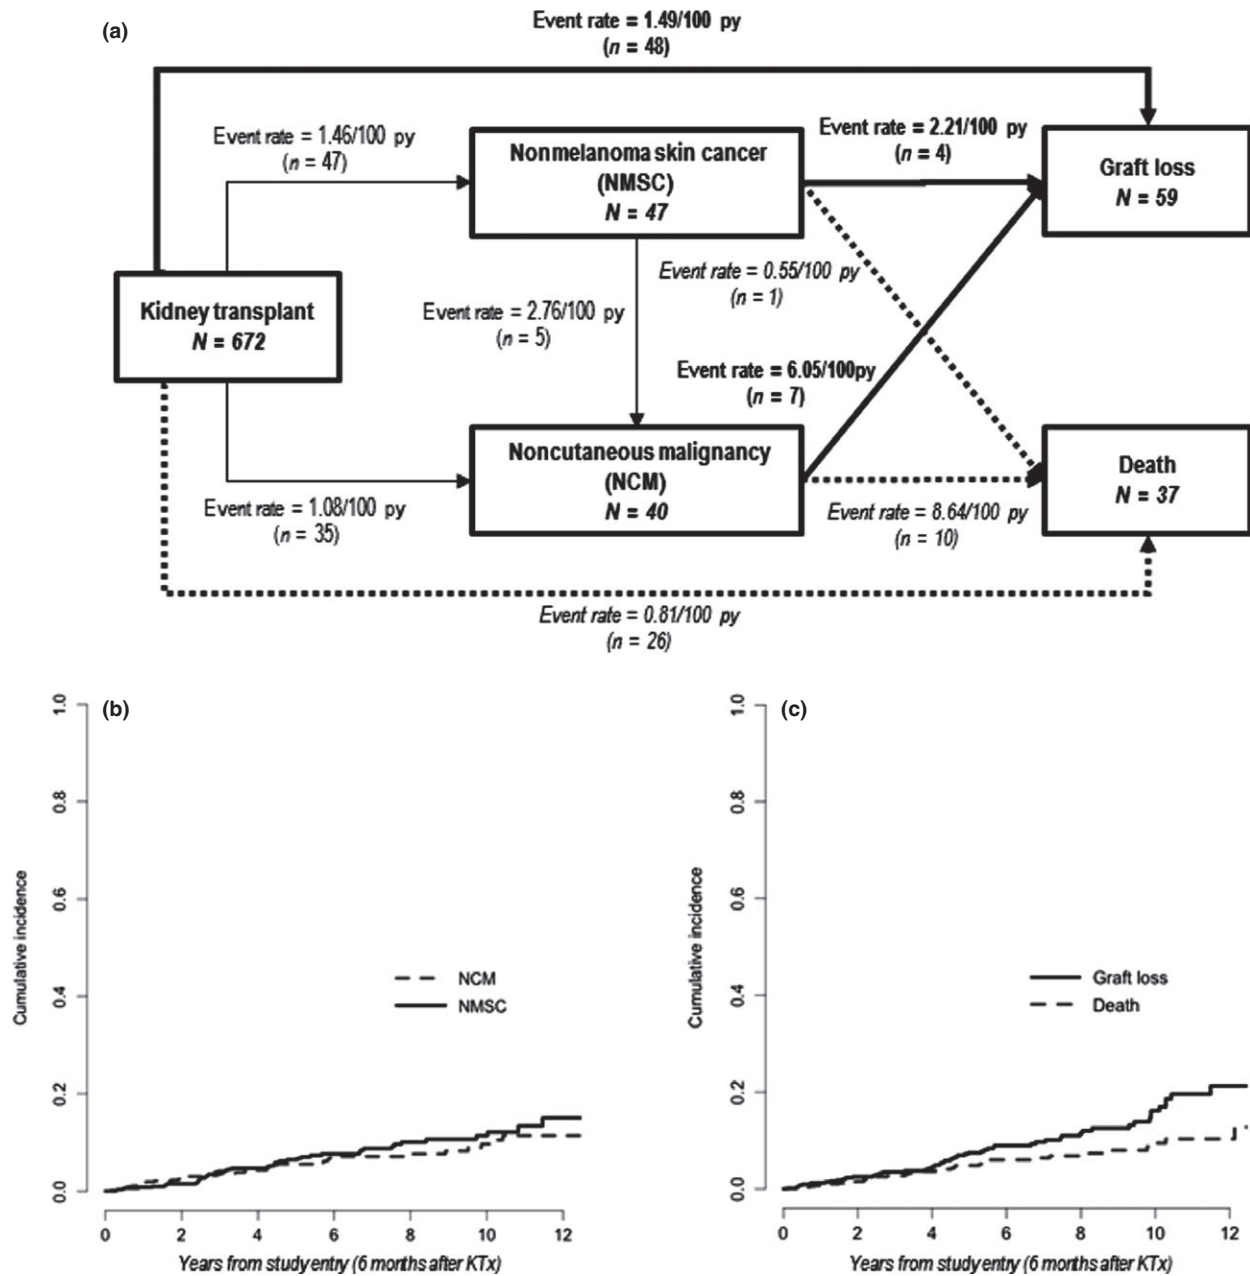 (a)
Event rate = 1.49/100 py
(n = 48)
Event rate = 1.46/100 py
(n = 47)
Nonmelanoma skin cancer
(NMSC)
N = 47
Event rate = 2.21/100 py
(n = 4)
Graft loss
N = 59
Kidney transplant
N = 672
Event rate = 2.76/100 py
(n = 5)
Event rate = 0.55/100 py
(n = 1)
Event rate = 6.05/100py
(n = 7)
Event rate = 1.08/100 py
(n = 35)
Noncutaneous malignancy
(NCM)
N = 40
Event rate = 8.64/100 py
(n = 10)
Death
N = 37
Event rate = 0.81/100 py
(n = 26)
(b)
Cumulative incidence
1.0
0.8
0.6
0.4
0.2
0.0
NCM
NMSC
0 2 4 6 8 10 12
Years from study entry (6 months after KTx)
(c)
Cumulative incidence
1.0
0.8
0.6
0.4
0.2
0.0
Graft loss
Death
0 2 4 6 8 10 12
Years from study entry (6 months after KTx)